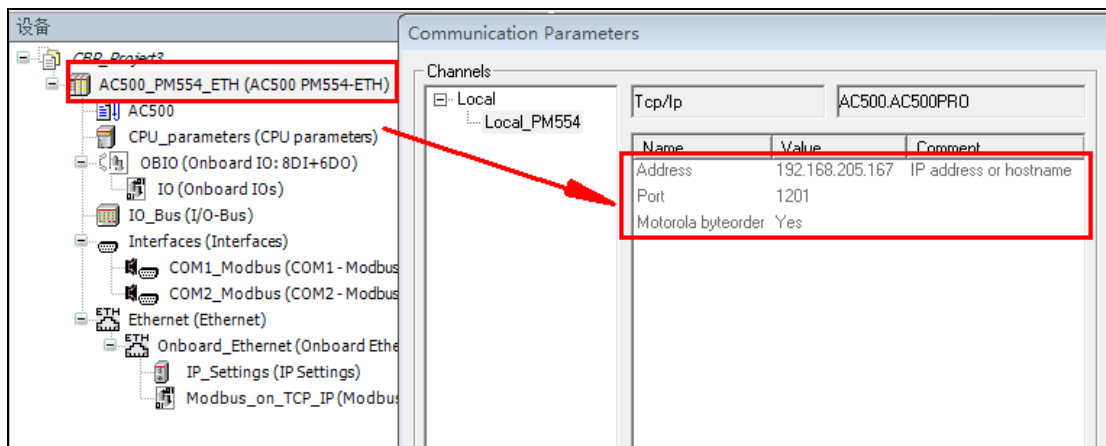 设备
CBP_Project3
AC500_PM554_ETH (AC500 PM554-ETH)
AC500
CPU_parameters (CPU parameters)
OBIO (Onboard IO: 8DI+6DO)
IO (Onboard IOs)
IO_Bus (I/O-Bus)
Interfaces (Interfaces)
COM1_Modbus (COM1 - Modbus
COM2_Modbus (COM2 - Modbus
ETH
Ethernet (Ethernet)
ETH
Onboard_Ethernet (Onboard Ethe
IP_Settings (IP Settings)
Modbus_on_TCP_IP (Modbus
Communication Parameters
Channels
Local
Local_PM554
Tcp/Ip AC500.AC500PRO
Name Value Comment
Address 192.168.205.167 IP address or hostname
Port 1201
Motorola byteorder Yes